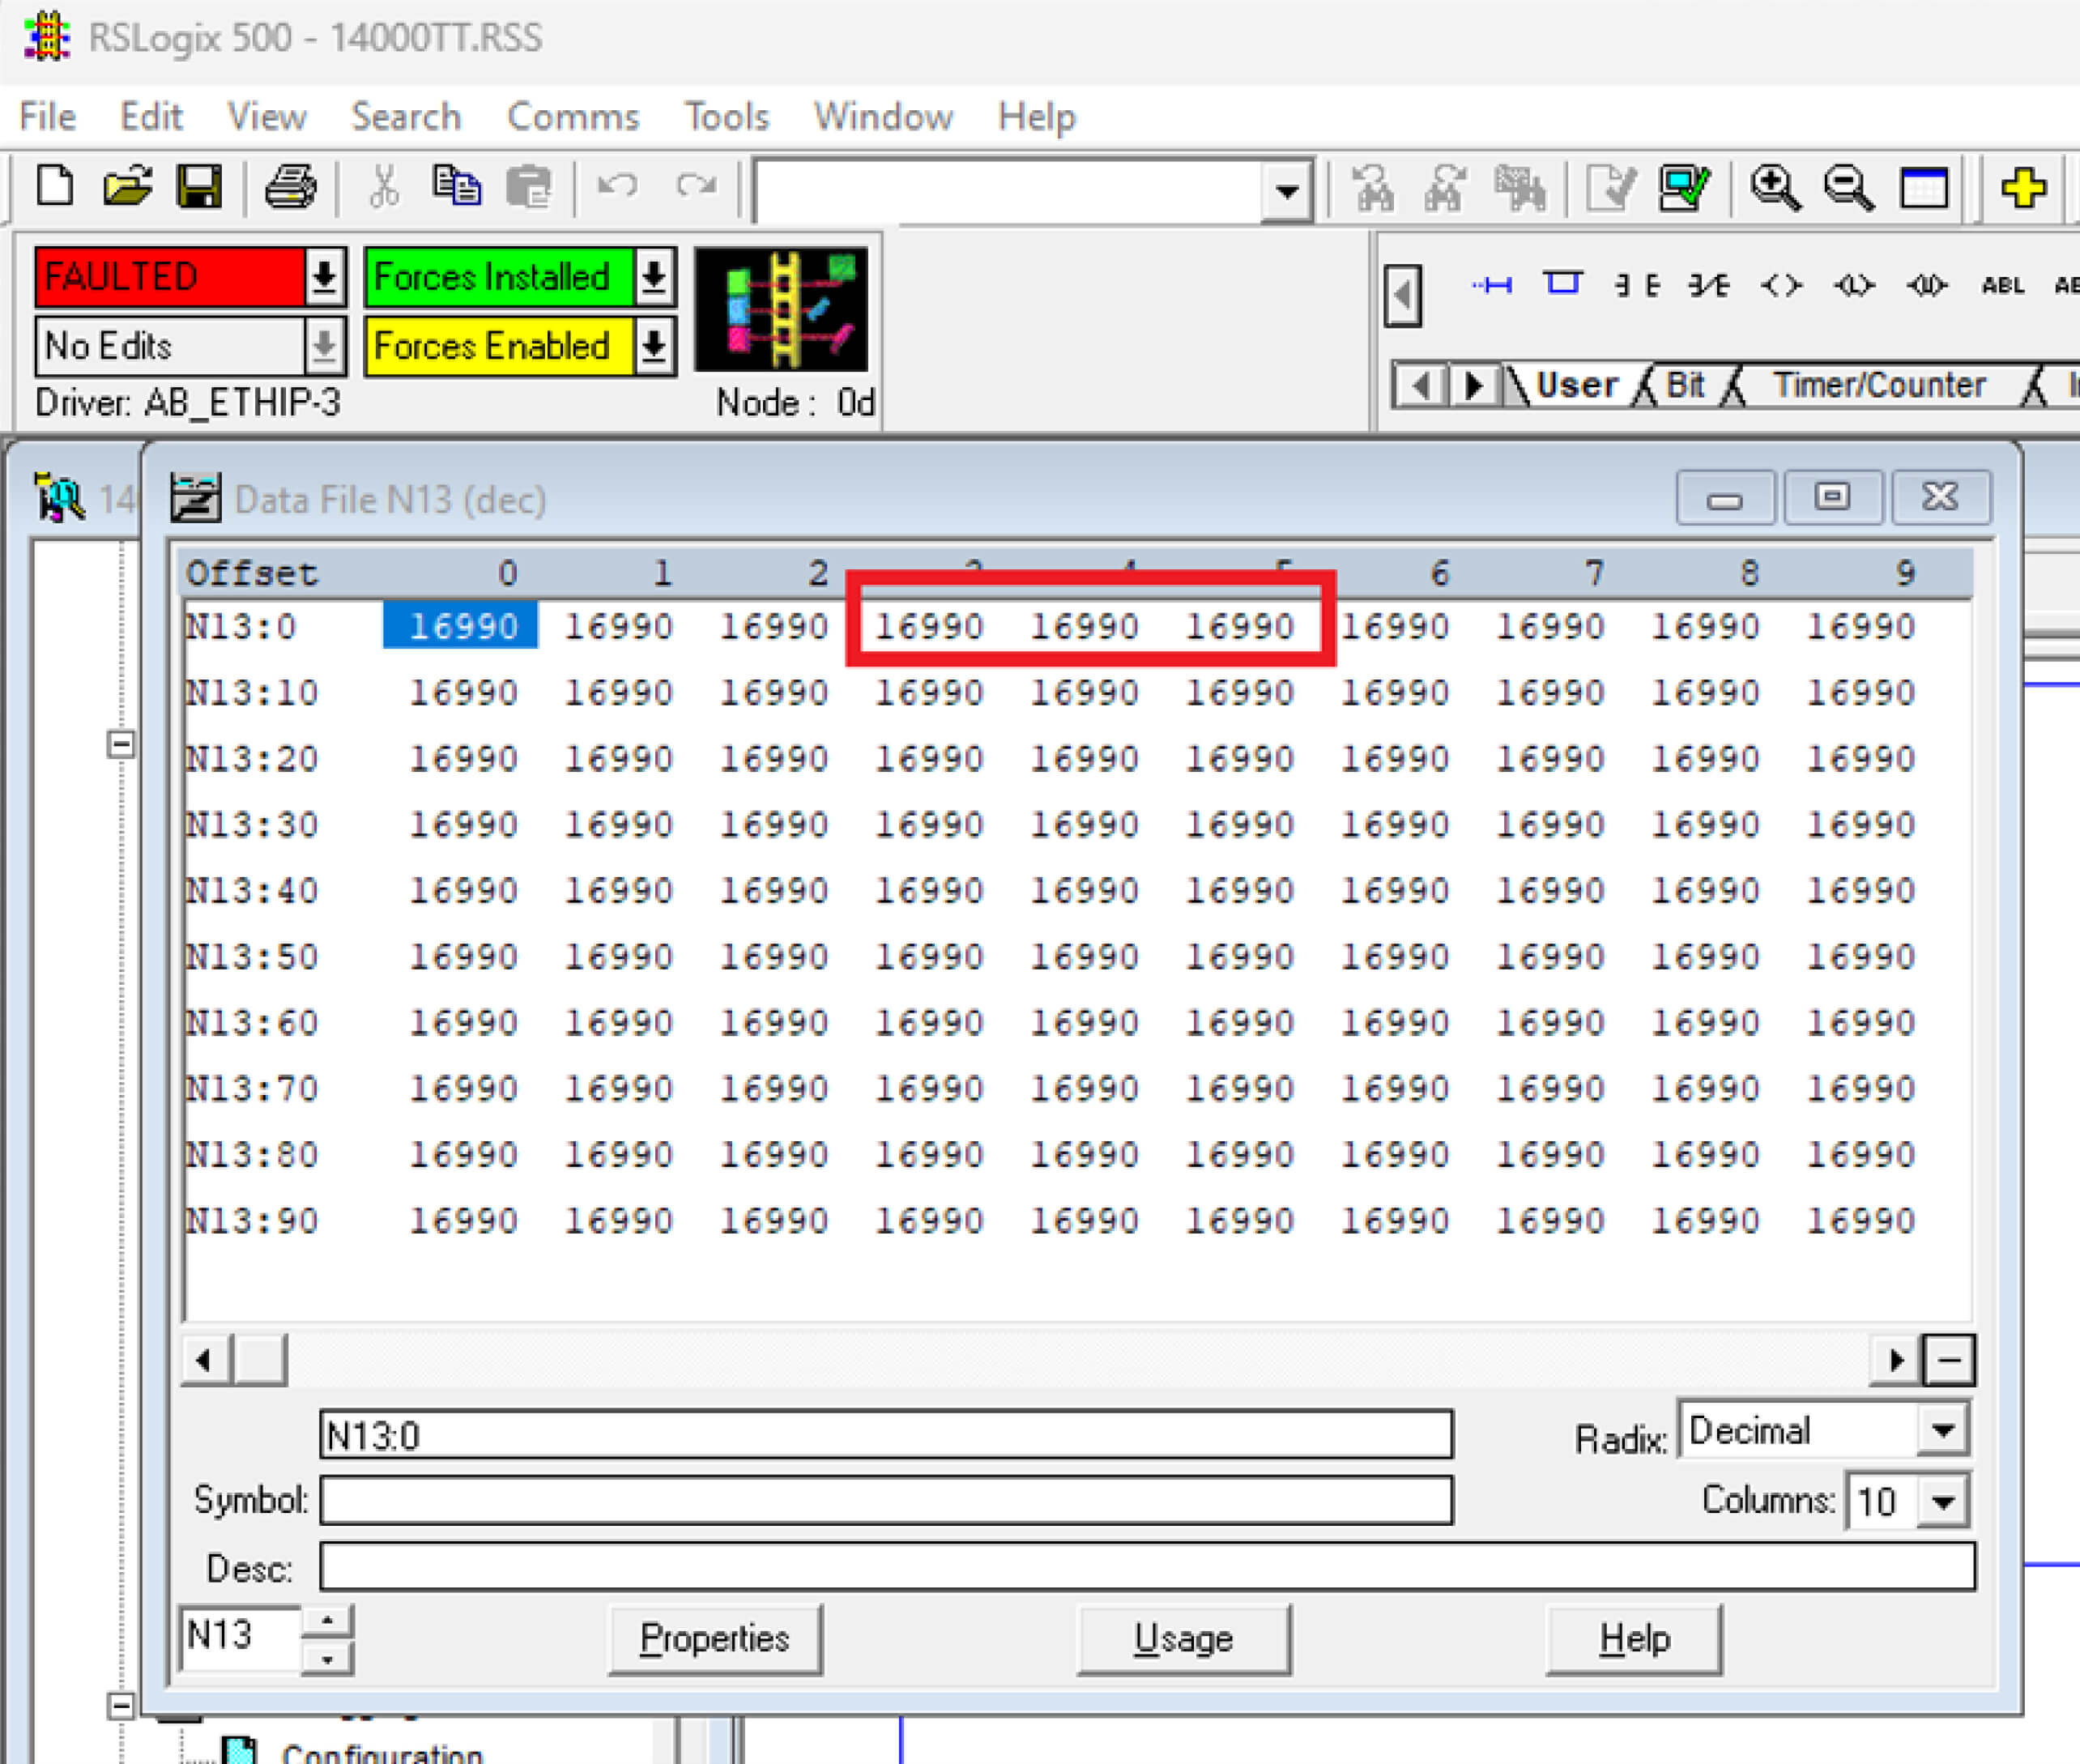 RSLogix 500 - 14000TT.RSS
File Edit View Search Comms Tools Window Help
FAULTED Forces Installed
No Edits Forces Enabled
Driver: AB_ETHIP-3 Node : 0d
ABL
User Bit Timer/Counter
14
Data File N13 (dec)
Offset 0 1 2 3 4 5 6 7 8 9
N13:0 16990 16990 16990 16990 16990 16990 16990 16990 16990 16990
N13:10 16990 16990 16990 16990 16990 16990 16990 16990 16990 16990
N13:20 16990 16990 16990 16990 16990 16990 16990 16990 16990 16990
N13:30 16990 16990 16990 16990 16990 16990 16990 16990 16990 16990
N13:40 16990 16990 16990 16990 16990 16990 16990 16990 16990 16990
N13:50 16990 16990 16990 16990 16990 16990 16990 16990 16990 16990
N13:60 16990 16990 16990 16990 16990 16990 16990 16990 16990 16990
N13:70 16990 16990 16990 16990 16990 16990 16990 16990 16990 16990
N13:80 16990 16990 16990 16990 16990 16990 16990 16990 16990 16990
N13:90 16990 16990 16990 16990 16990 16990 16990 16990 16990 16990
N13:0
Radix: Decimal
Symbol:
Columns: 10
Desc:
N13 Properties Usage Help
Configuration